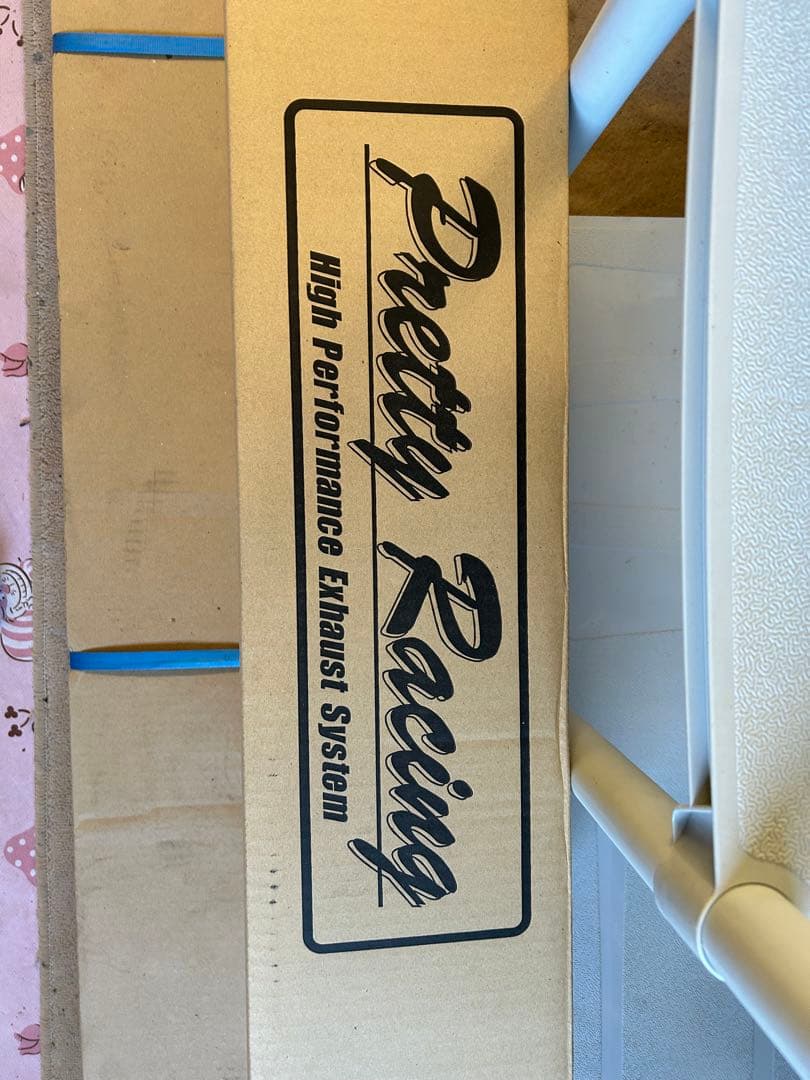 Pretty Racing
High Performance Exhaust System